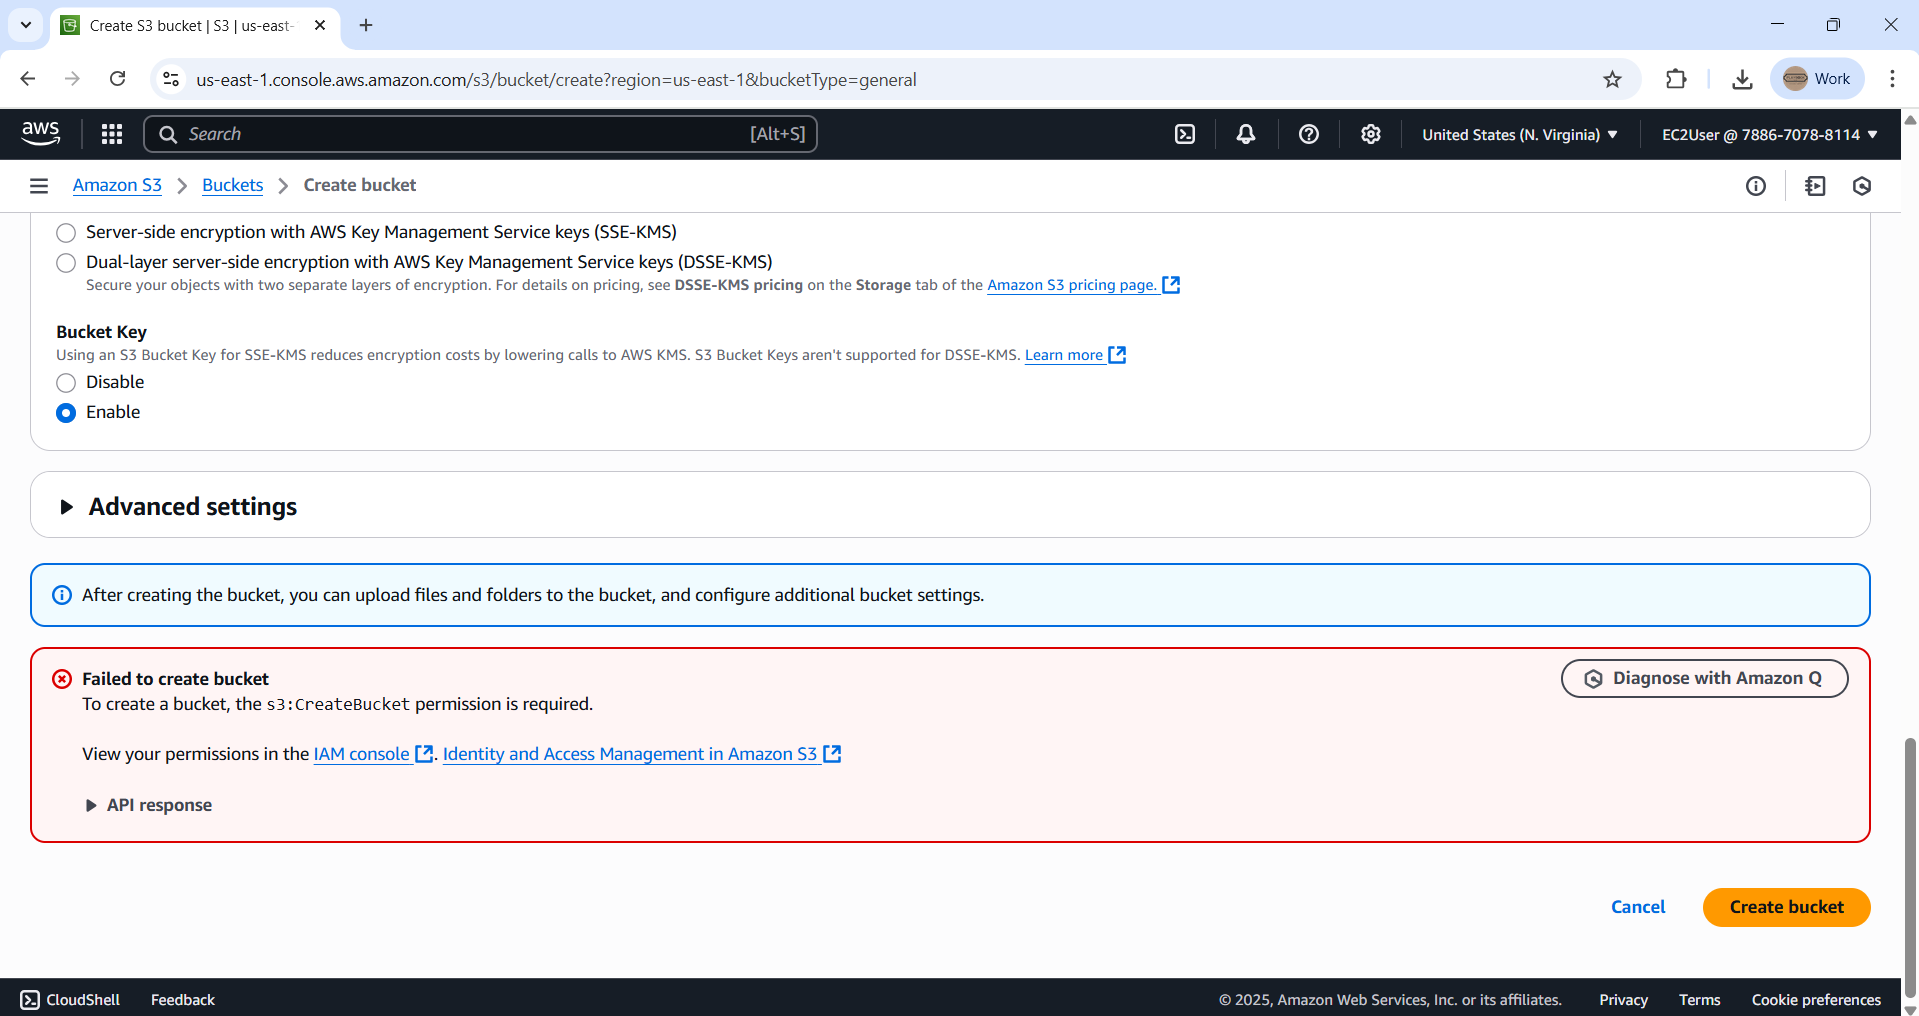 Create S3 bucket | S3 | us-east-
us-east-1.console.aws.amazon.com/s3/bucket/create?region=us-east-1&bucketType=general
Work
aws
Search
[Alt+S]
United States (N. Virginia)
EC2User @ 7886-7078-8114
Amazon S3
Buckets
Create bucket
Server-side encryption with AWS Key Management Service keys (SSE-KMS)
Dual-layer server-side encryption with AWS Key Management Service keys (DSSE-KMS)
Secure your objects with two separate layers of encryption. For details on pricing, see DSSE-KMS pricing on the Storage tab of the Amazon S3 pricing page.
Bucket Key
Using an S3 Bucket Key for SSE-KMS reduces encryption costs by lowering calls to AWS KMS. S3 Bucket Keys aren't supported for DSSE-KMS. Learn more
Disable
Enable
Advanced settings
After creating the bucket, you can upload files and folders to the bucket, and configure additional bucket settings.
Failed to create bucket
Diagnose with Amazon Q
To create a bucket, the s3:CreateBucket permission is required.
View your permissions in the IAM console. Identity and Access Management in Amazon S3
API response
Cancel
Create bucket
CloudShell
Feedback
© 2025, Amazon Web Services, Inc. or its affiliates.
Privacy
Terms
Cookie preferences